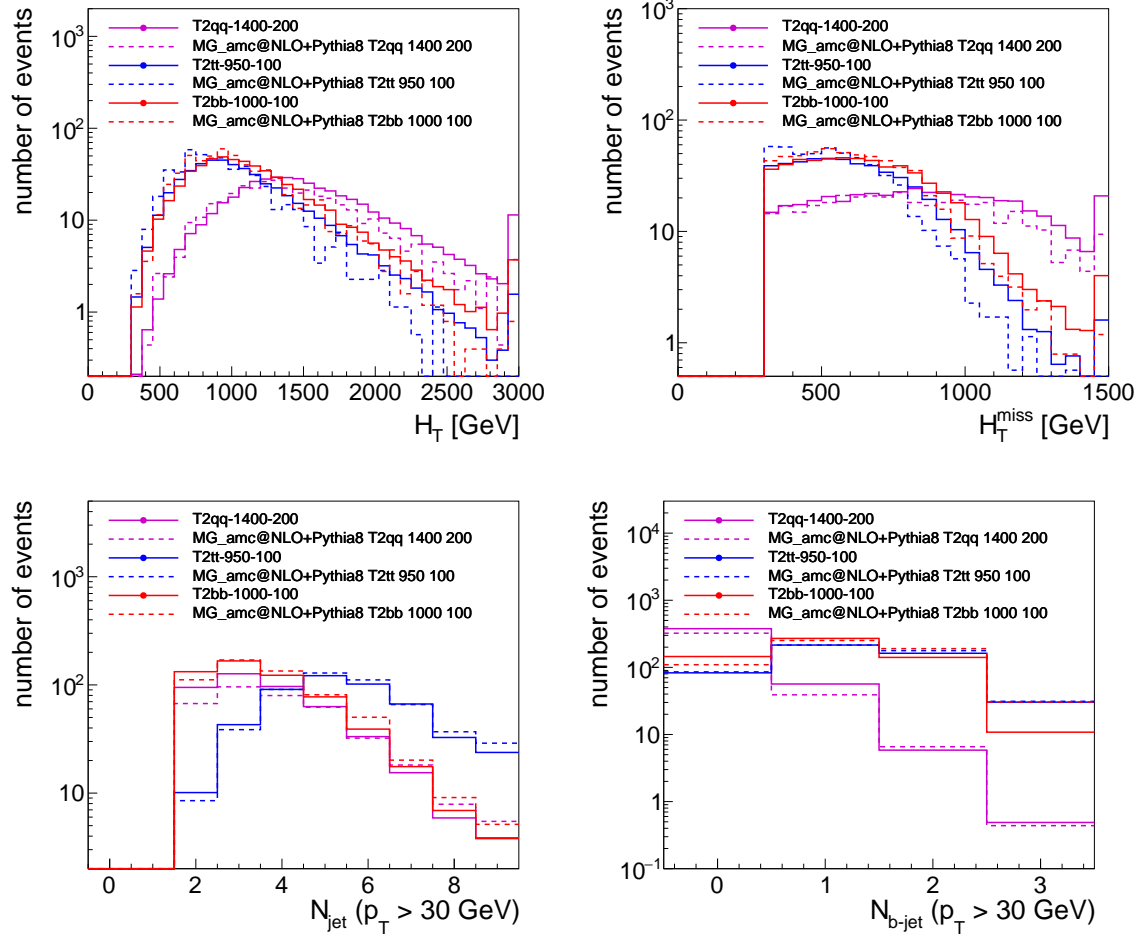 number of events
10³
10²
10
1
T2qq-1400-200
MG_amc@NLO+Pythia8 T2qq 1400 200
T2tt-950-100
MG_amc@NLO+Pythia8 T2tt 950 100
T2bb-1000-100
MG_amc@NLO+Pythia8 T2bb 1000 100
0 500 1000 1500 2000 2500 3000
H_T [GeV]
number of events
10³
10²
10
1
T2qq-1400-200
MG_amc@NLO+Pythia8 T2qq 1400 200
T2tt-950-100
MG_amc@NLO+Pythia8 T2tt 950 100
T2bb-1000-100
MG_amc@NLO+Pythia8 T2bb 1000 100
0 500 1000 1500
H_T^miss [GeV]
number of events
10³
10²
10
T2qq-1400-200
MG_amc@NLO+Pythia8 T2qq 1400 200
T2tt-950-100
MG_amc@NLO+Pythia8 T2tt 950 100
T2bb-1000-100
MG_amc@NLO+Pythia8 T2bb 1000 100
0 2 4 6 8
N_jet (p_T > 30 GeV)
number of events
10⁴
10³
10²
10
1
10⁻¹
T2qq-1400-200
MG_amc@NLO+Pythia8 T2qq 1400 200
T2tt-950-100
MG_amc@NLO+Pythia8 T2tt 950 100
T2bb-1000-100
MG_amc@NLO+Pythia8 T2bb 1000 100
0 1 2 3
N_b-jet (p_T > 30 GeV)